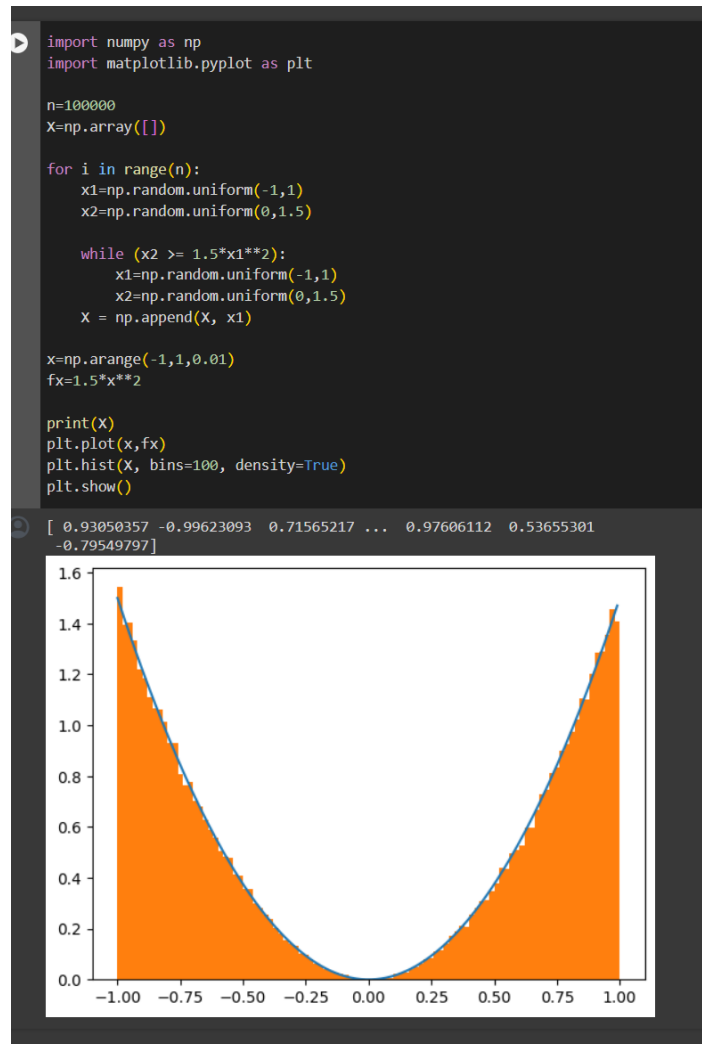 import numpy as np
import matplotlib.pyplot as plt
n=100000
X=np.array([])
for i in range(n):
    x1=np.random.uniform(-1,1)
    x2=np.random.uniform(0,1.5)
    while (x2 >= 1.5*x1**2):
        x1=np.random.uniform(-1,1)
        x2=np.random.uniform(0,1.5)
    X = np.append(X, x1)
x=np.arange(-1,1,0.01)
fx=1.5*x**2
print(X)
plt.plot(x,fx)
plt.hist(X, bins=100, density=True)
plt.show()
[ 0.93050357 -0.99623093  0.71565217 ...  0.97606112  0.53655301
 -0.79549797]
1.6
1.4
1.2
1.0
0.8
0.6
0.4
0.2
0.0
−1.00 −0.75 −0.50 −0.25 0.00 0.25 0.50 0.75 1.00